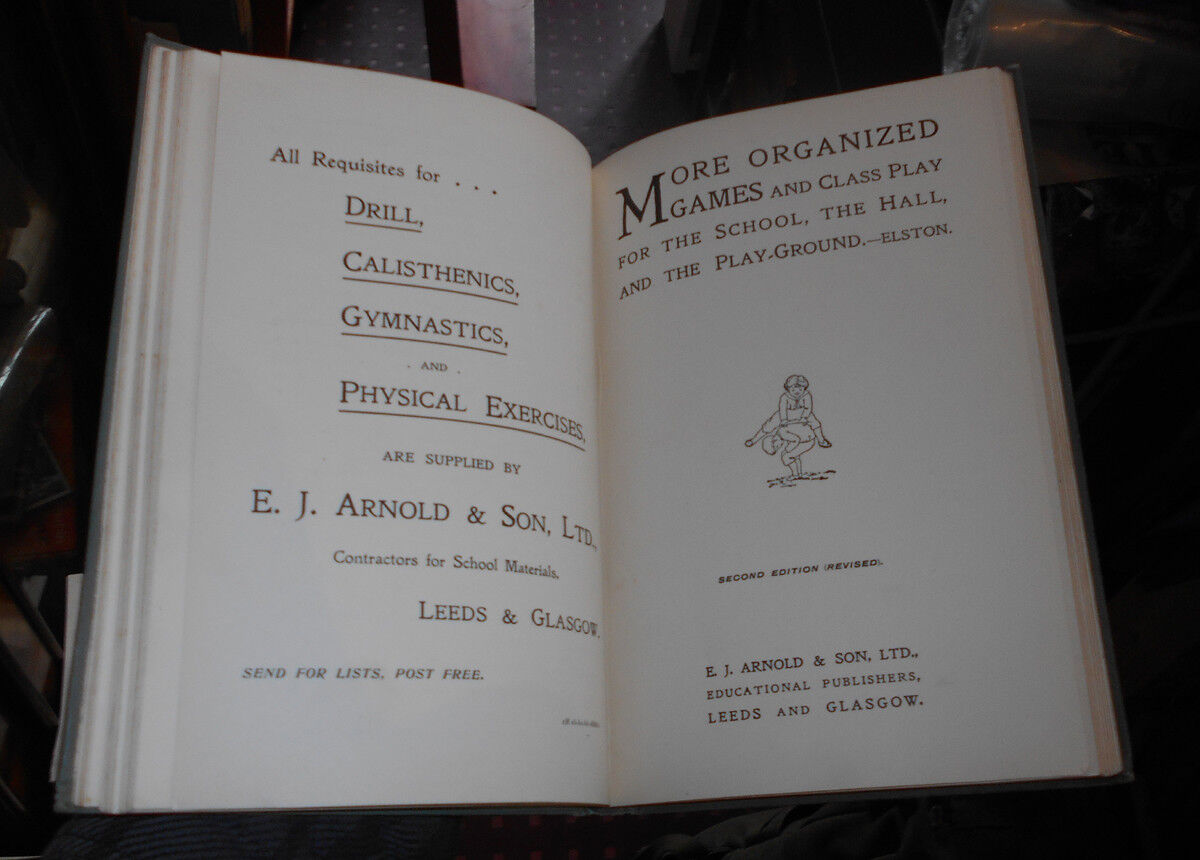 All Requisites for . . .
DRILL,
CALISTHENICS,
GYMNASTICS,
. AND .
PHYSICAL EXERCISES,
ARE SUPPLIED BY
E. J. ARNOLD & SON, LTD.,
Contractors for School Materials,
LEEDS & GLASGOW.
SEND FOR LISTS, POST FREE.
MORE ORGANIZED
GAMES AND CLASS PLAY
FOR THE SCHOOL, THE HALL,
AND THE PLAY-GROUND.—ELSTON.
SECOND EDITION (REVISED).
E. J. ARNOLD & SON, LTD.,
EDUCATIONAL PUBLISHERS,
LEEDS AND GLASGOW.